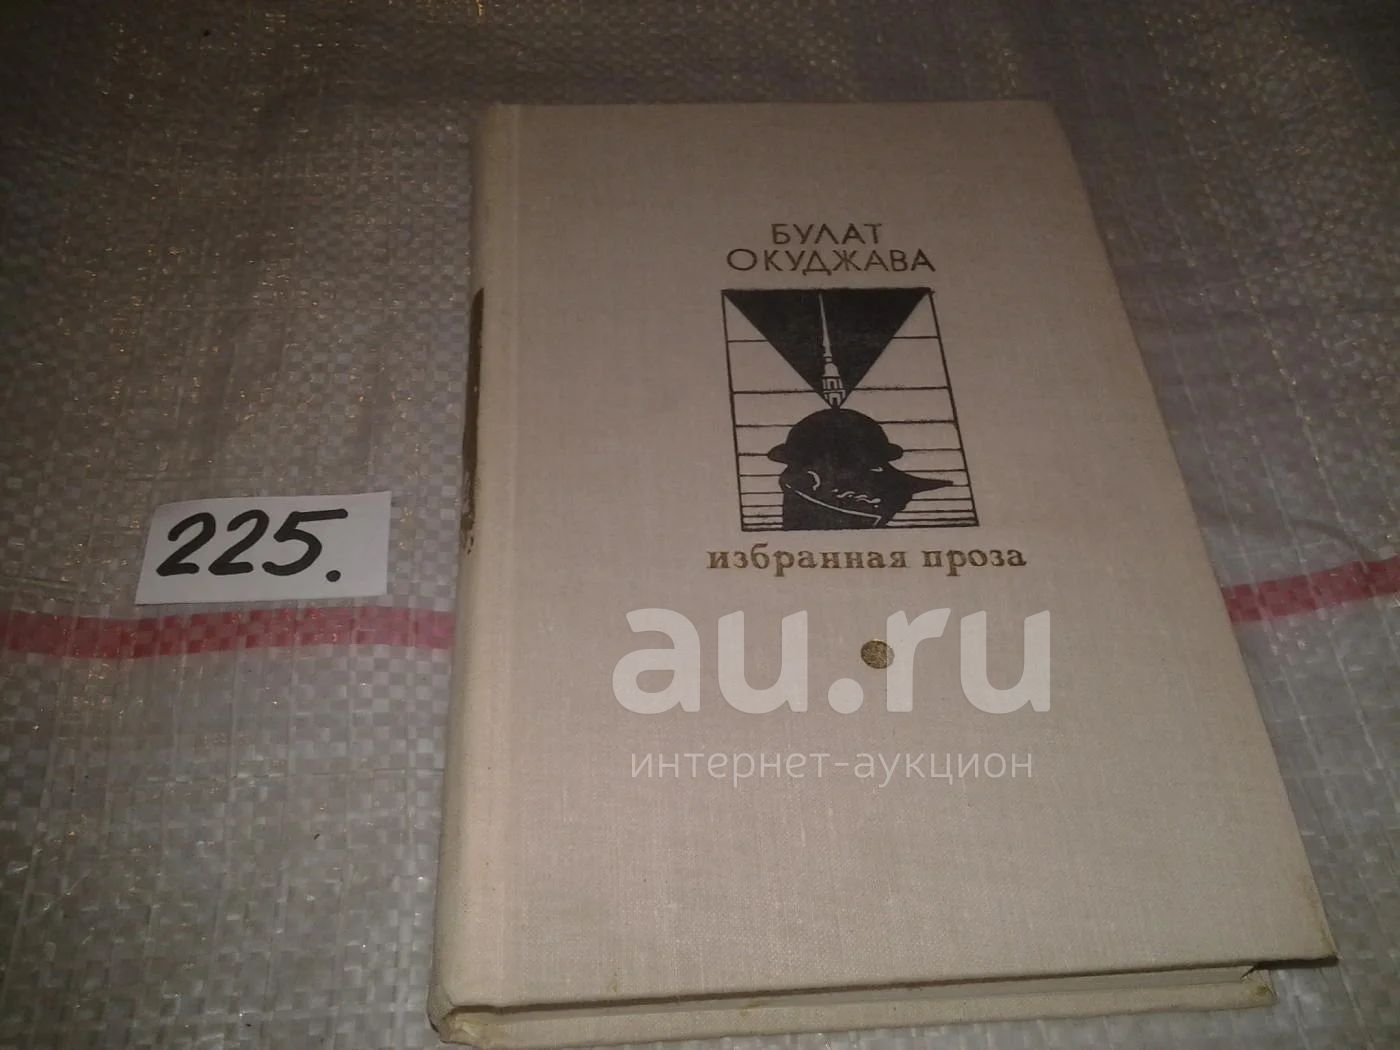 БУЛАТ
ОКУДЖАВА
225.
избранная проза
au.ru
интернет-аукцион